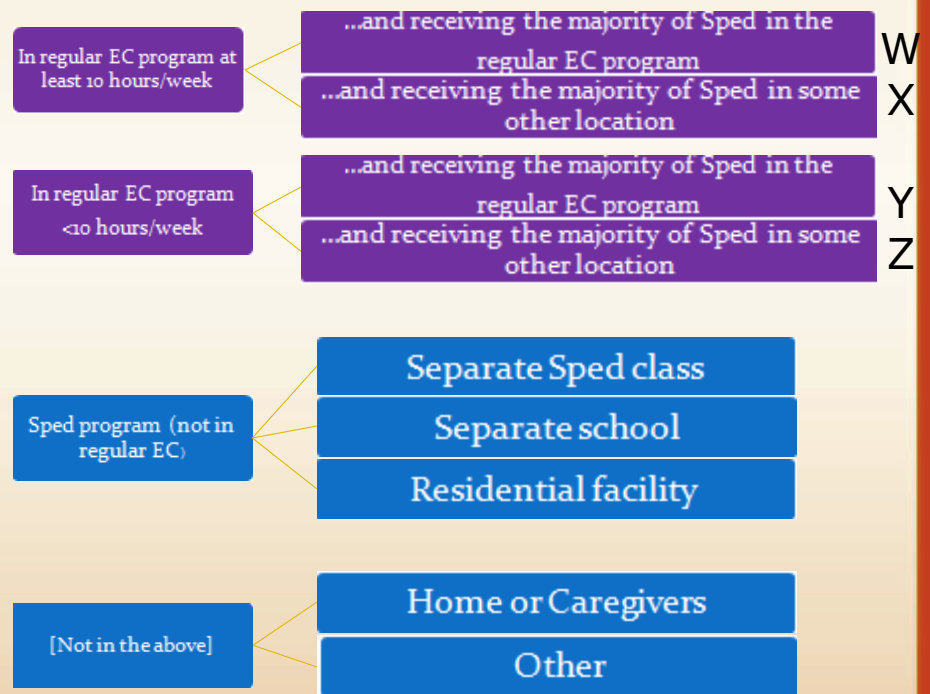 In regular EC program at
least 10 hours/week
...and receiving the majority of Sped in the
regular EC program
W
...and receiving the majority of Sped in some
other location
X
In regular EC program
<10 hours/week
...and receiving the majority of Sped in the
regular EC program
Y
...and receiving the majority of Sped in some
other location
Z
Sped program (not in
regular EC)
Separate Sped class
Separate school
Residential facility
[Not in the above]
Home or Caregivers
Other